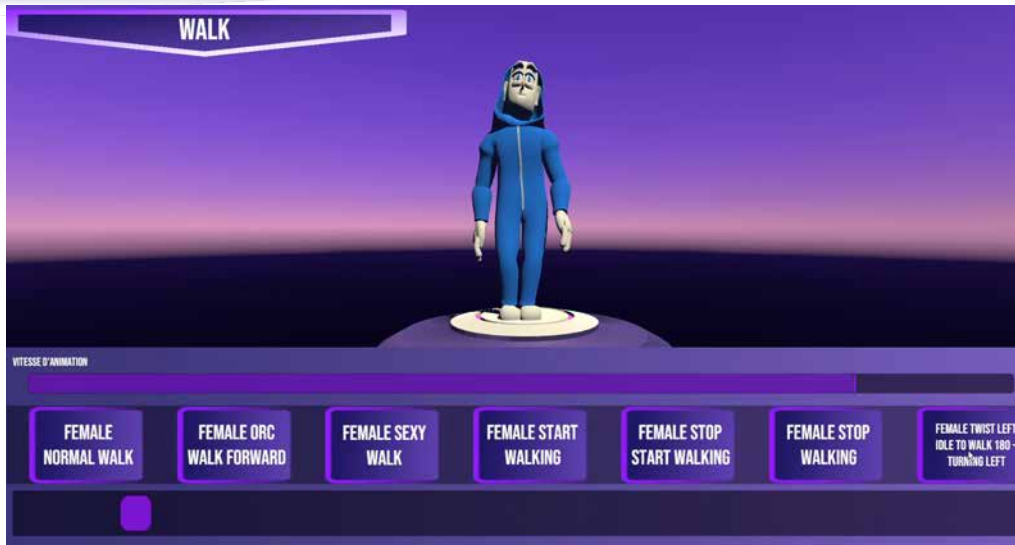 WALK
VITESSE D'ANIMATION
FEMALE
NORMAL WALK
FEMALE ORC
WALK FORWARD
FEMALE SEXY
WALK
FEMALE START
WALKING
FEMALE STOP
START WALKING
FEMALE STOP
WALKING
FEMALE TWIST LEFT
IDLE TO WALK 180 -
TURNING LEFT